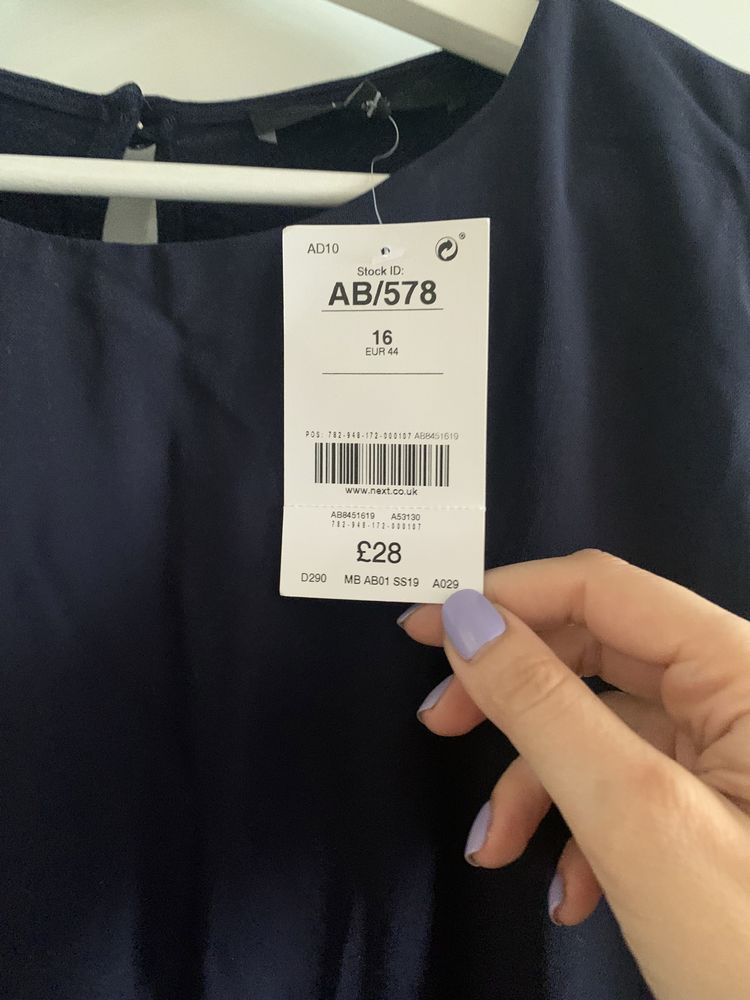 AD10
®
Stock ID:
AB/578
16
EUR 44
POS: 782-948-172-000107 AB8451619
www.next.co.uk
AB8451619 A53130
782-948-172-000107
£28
D290 MB AB01 SS19 A029